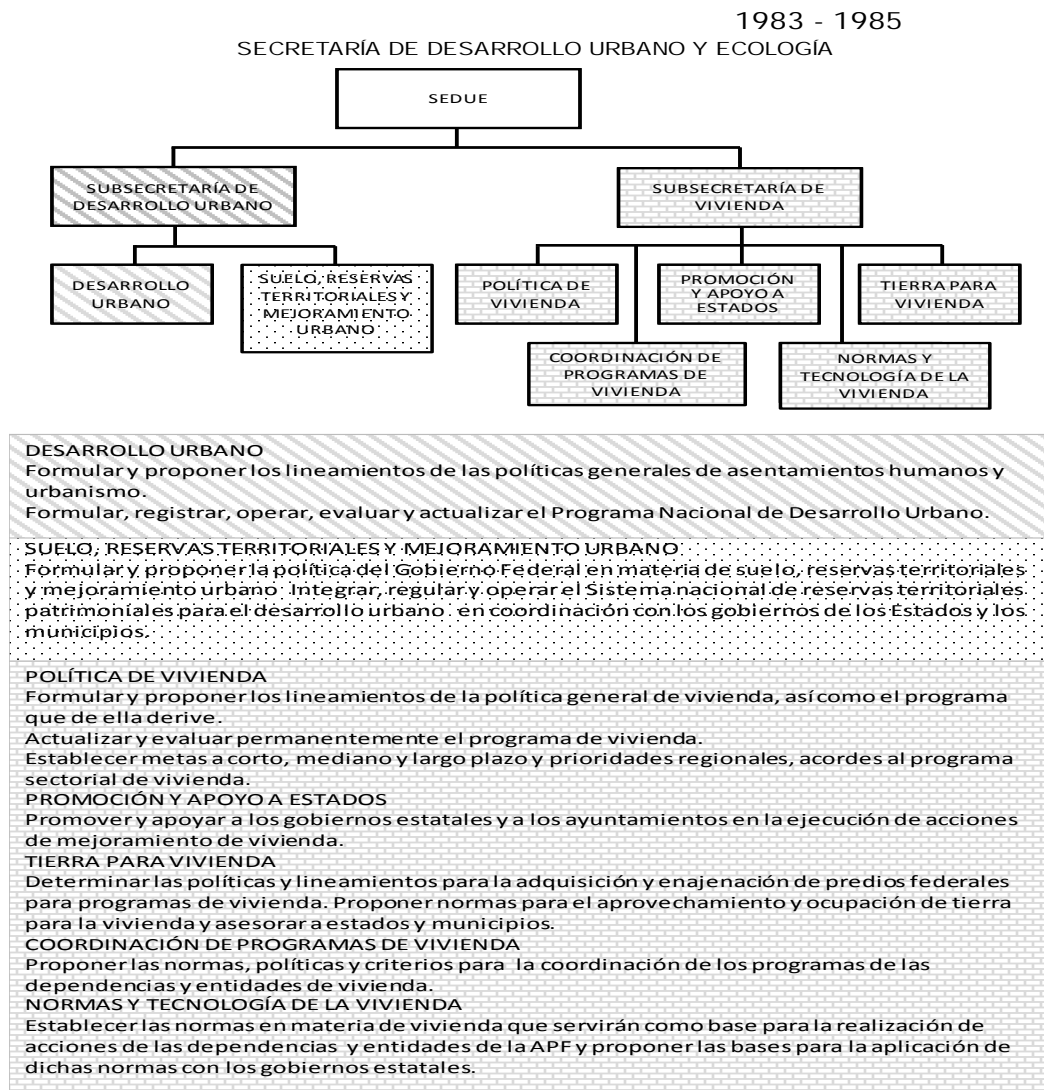 1983 - 1985
SECRETARÍA DE DESARROLLO URBANO Y ECOLOGÍA
SEDUE
SUBSECRETARÍA DE
DESARROLLO URBANO
SUBSECRETARÍA DE
VIVIENDA
DESARROLLO
URBANO
SUELO, RESERVAS
TERRITORIALES Y
MEJORAMIENTO
URBANO
POLÍTICA DE
VIVIENDA
PROMOCIÓN
Y APOYO A
ESTADOS
TIERRA PARA
VIVIENDA
COORDINACIÓN DE
PROGRAMAS DE
VIVIENDA
NORMAS Y
TECNOLOGÍA DE LA
VIVIENDA
DESARROLLO URBANO
Formular y proponer los lineamientos de las políticas generales de asentamientos humanos y
urbanismo.
Formular, registrar, operar, evaluar y actualizar el Programa Nacional de Desarrollo Urbano.
SUELO, RESERVAS TERRITORIALES Y MEJORAMIENTO URBANO
Formular y proponer la política del Gobierno Federal en materia de suelo, reservas territoriales
y mejoramiento urbano Integrar, regular y operar el Sistema nacional de reservas territoriales
patrimoniales para el desarrollo urbano en coordinación con los gobiernos de los Estados y los
municipios.
POLÍTICA DE VIVIENDA
Formular y proponer los lineamientos de la política general de vivienda, así como el programa
que de ella derive.
Actualizar y evaluar permanentemente el programa de vivienda.
Establecer metas a corto, mediano y largo plazo y prioridades regionales, acordes al programa
sectorial de vivienda.
PROMOCIÓN Y APOYO A ESTADOS
Promover y apoyar a los gobiernos estatales y a los ayuntamientos en la ejecución de acciones
de mejoramiento de vivienda.
TIERRA PARA VIVIENDA
Determinar las políticas y lineamientos para la adquisición y enajenación de predios federales
para programas de vivienda. Proponer normas para el aprovechamiento y ocupación de tierra
para la vivienda y asesorar a estados y municipios.
COORDINACIÓN DE PROGRAMAS DE VIVIENDA
Proponer las normas, políticas y criterios para la coordinación de los programas de las
dependencias y entidades de vivienda.
NORMAS Y TECNOLOGÍA DE LA VIVIENDA
Establecer las normas en materia de vivienda que servirán como base para la realización de
acciones de las dependencias y entidades de la APF y proponer las bases para la aplicación de
dichas normas con los gobiernos estatales.